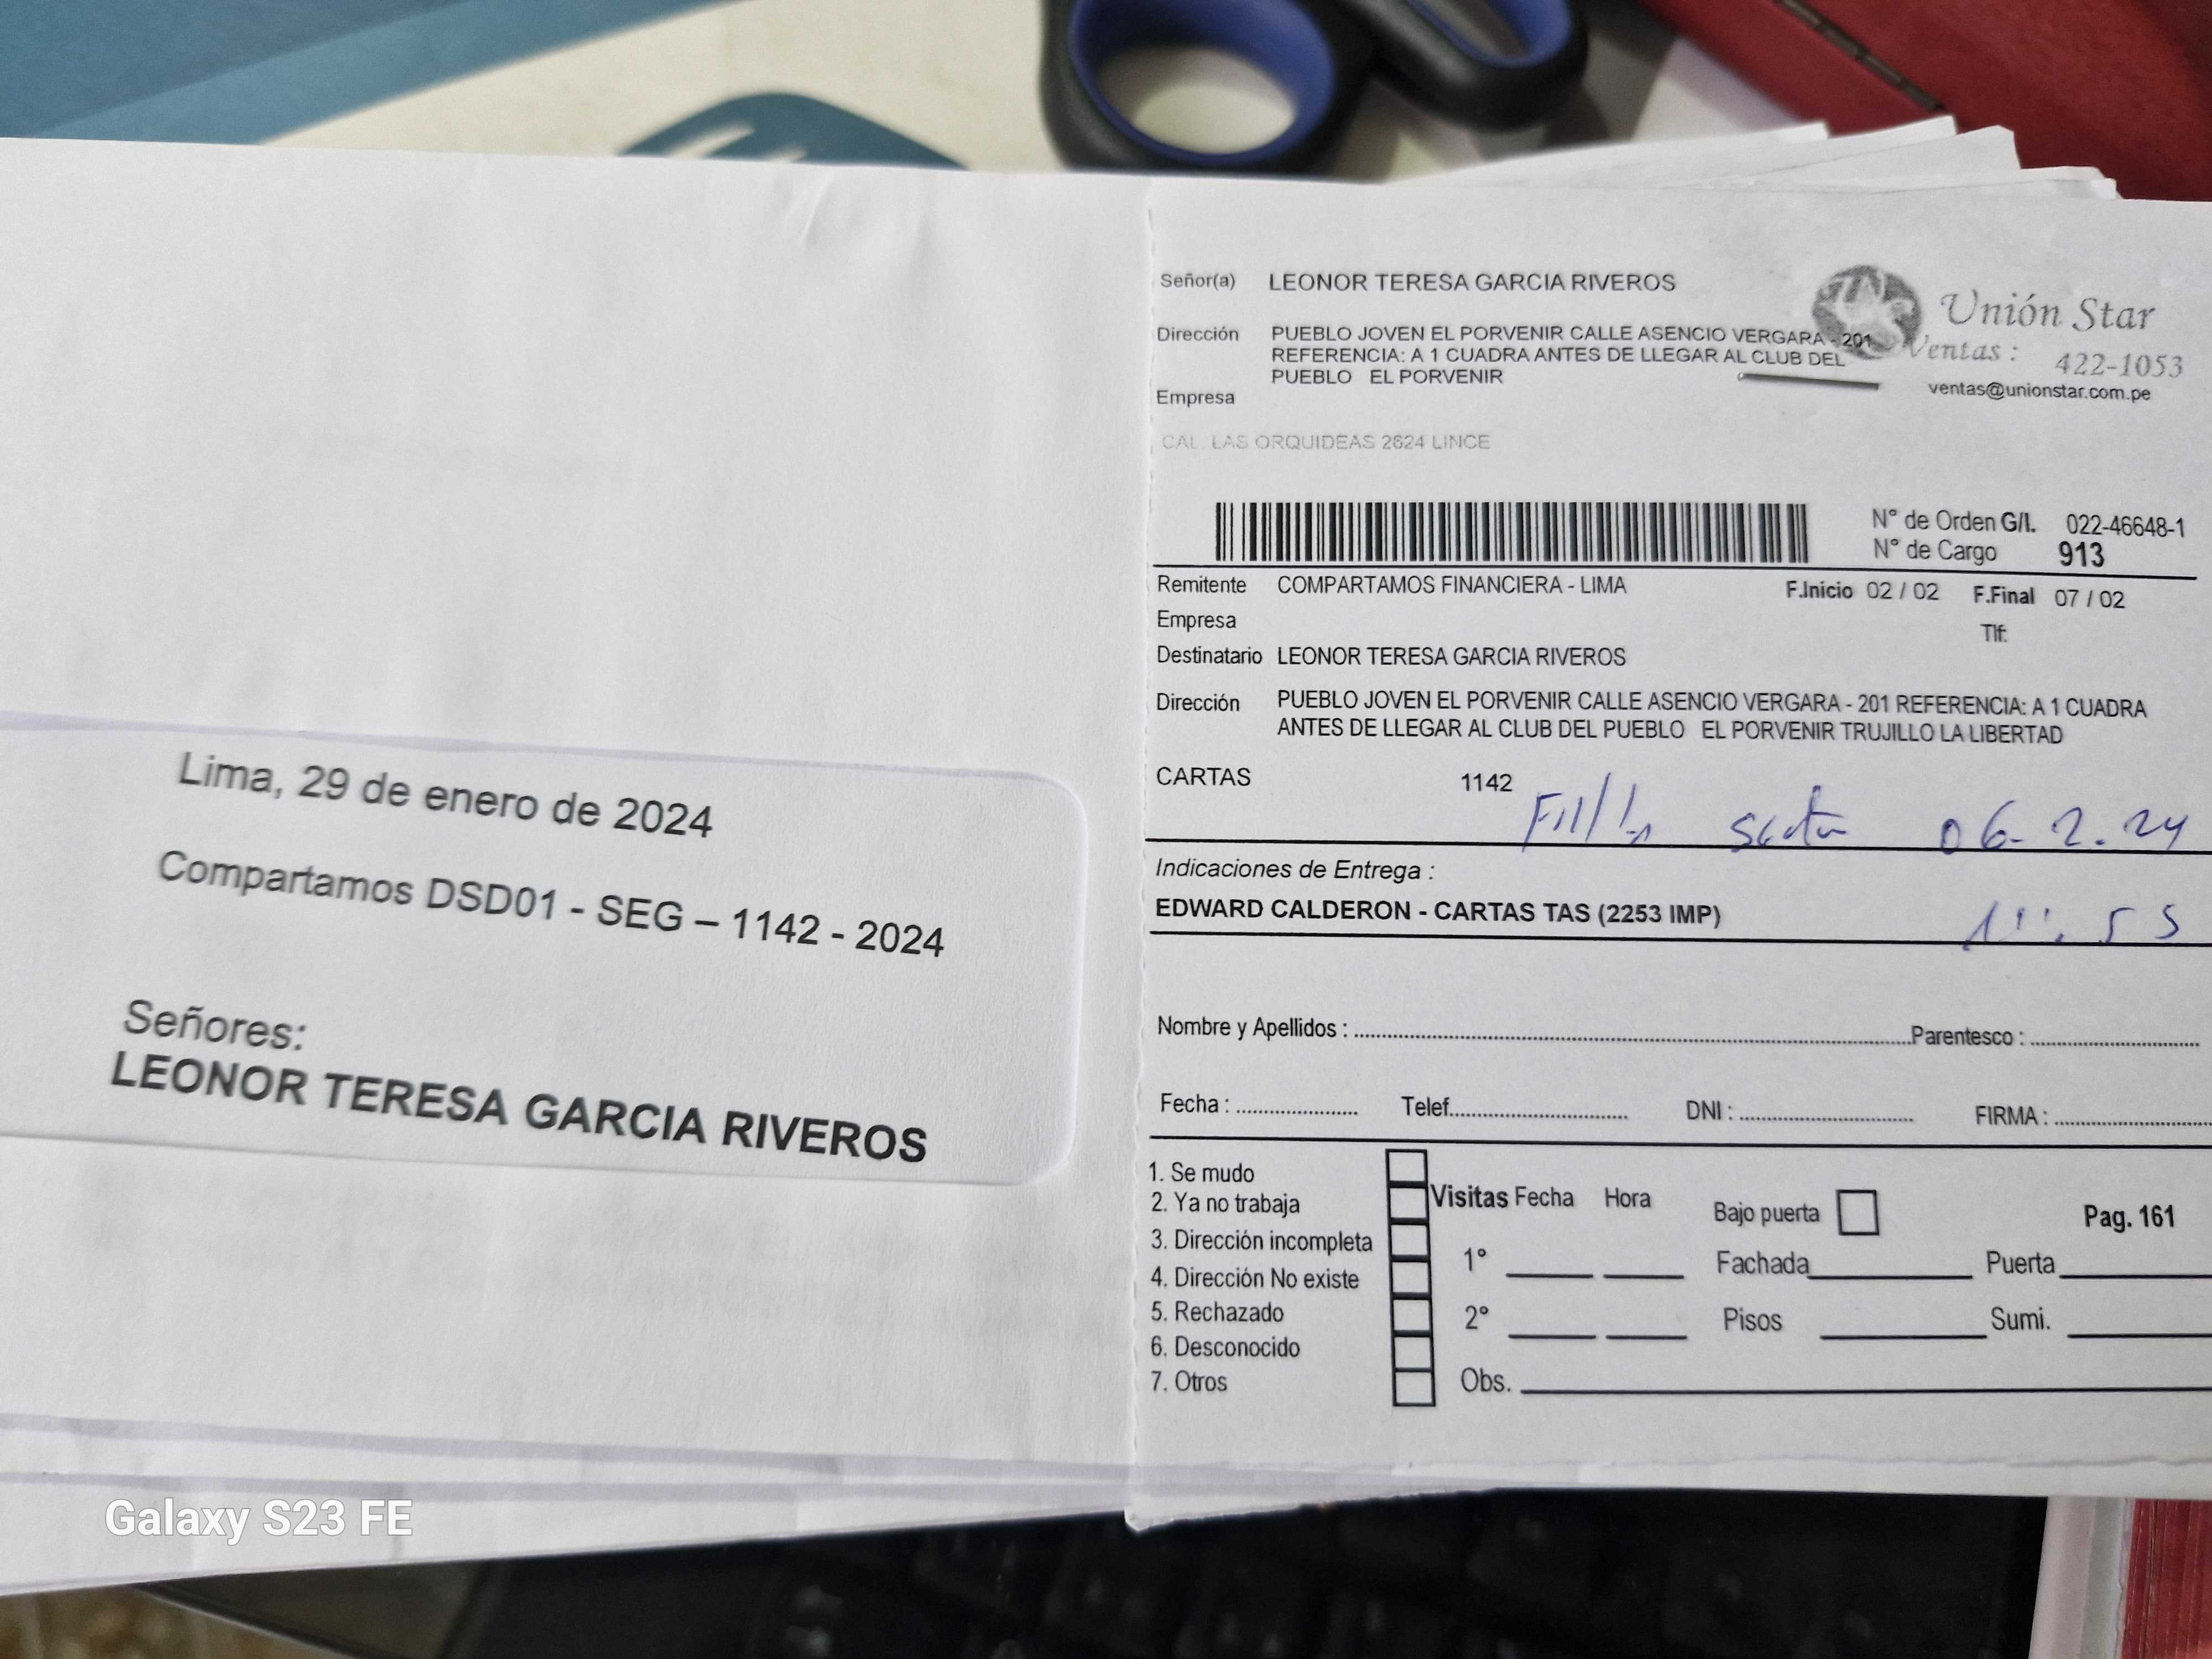 Lima, 29 de enero de 2024
Compartamos DSD01 - SEG – 1142 - 2024
Señores:
LEONOR TERESA GARCIA RIVEROS
Señor(a) LEONOR TERESA GARCIA RIVEROS
Dirección PUEBLO JOVEN EL PORVENIR CALLE ASENCIO VERGARA - 201
REFERENCIA: A 1 CUADRA ANTES DE LLEGAR AL CLUB DEL
PUEBLO EL PORVENIR
Empresa
Unión Star
Ventas : 422-1053
ventas@unionstar.com.pe
CAL. LAS ORQUIDEAS 2624 LINCE
N° de Orden G/I. 022-46648-1
N° de Cargo 913
Remitente COMPARTAMOS FINANCIERA - LIMA F.Inicio 02 / 02 F.Final 07 / 02
Empresa Tlf:
Destinatario LEONOR TERESA GARCIA RIVEROS
Dirección PUEBLO JOVEN EL PORVENIR CALLE ASENCIO VERGARA - 201 REFERENCIA: A 1 CUADRA
ANTES DE LLEGAR AL CLUB DEL PUEBLO EL PORVENIR TRUJILLO LA LIBERTAD
CARTAS 1142
06-2.24
Indicaciones de Entrega :
EDWARD CALDERON - CARTAS TAS (2253 IMP)
Nombre y Apellidos : Parentesco :
Fecha : Telef. DNI : FIRMA :
1. Se mudo
2. Ya no trabaja
3. Dirección incompleta
4. Dirección No existe
5. Rechazado
6. Desconocido
7. Otros
Visitas Fecha Hora Bajo puerta Pag. 161
1° Fachada Puerta
2° Pisos Sumi.
Obs.
Galaxy S23 FE